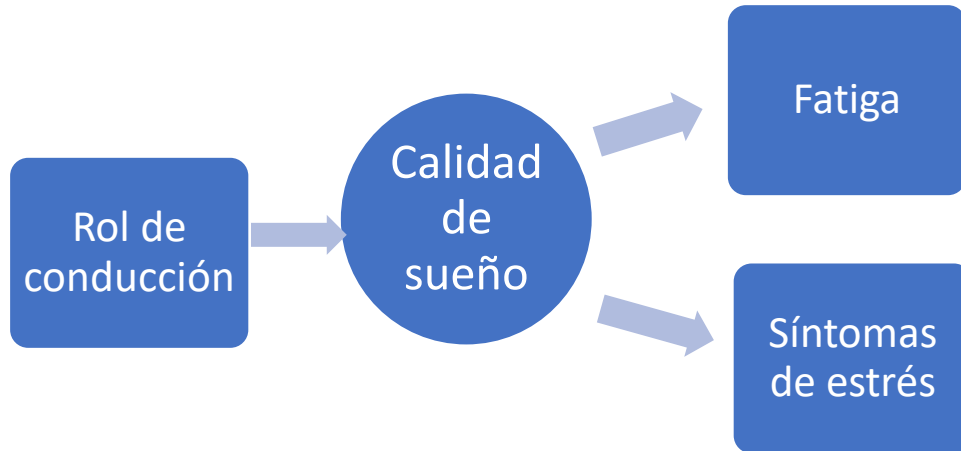 Rol de
conducción
Calidad
de
sueño
Fatiga
Síntomas
de estrés